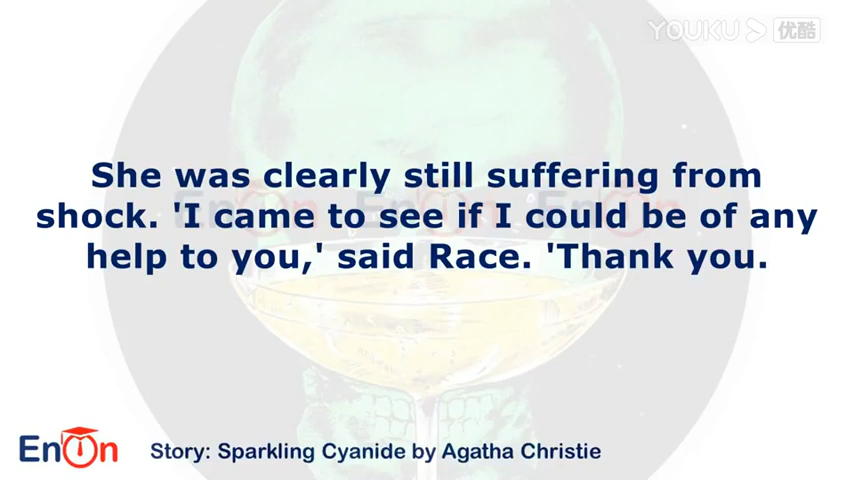 YOUKU 优酷
She was clearly still suffering from
shock. 'I came to see if I could be of any
help to you,' said Race. 'Thank you.
EnOn
Story: Sparkling Cyanide by Agatha Christie